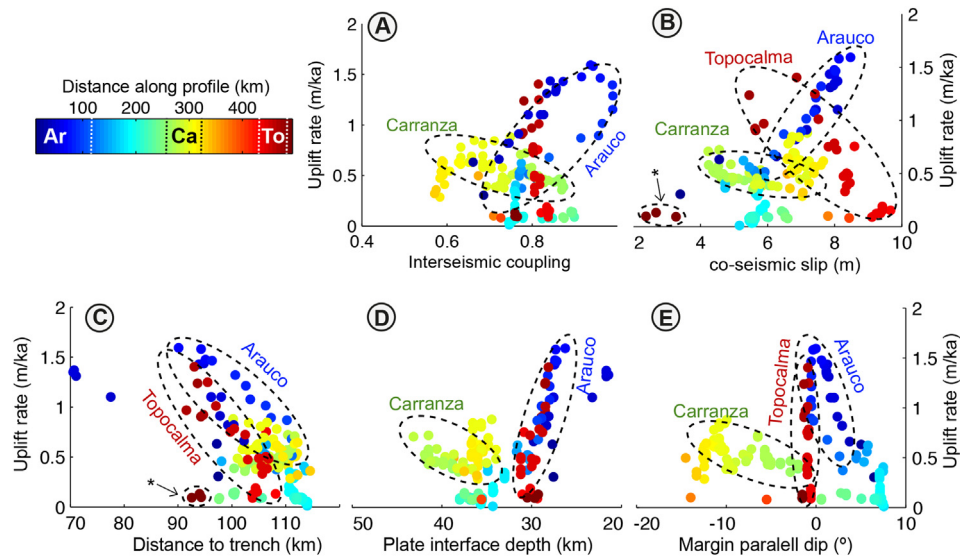 Distance along profile (km)
100 200 300 400
Ar Ca To
A
Uplift rate (m/ka)
2
1.5
1
0.5
0
Carranza
Arauco
0.4 0.6 0.8
Interseismic coupling
B
Topocalma
Arauco
Carranza
*
2 4 6 8 10
co-seismic slip (m)
2
1.5
1
0.5
0
Uplift rate (m/ka)
C
Uplift rate (m/ka)
2
1.5
1
0.5
0
Arauco
Topocalma
*
70 80 90 100 110
Distance to trench (km)
D
Carranza
Arauco
50 40 30 20
Plate interface depth (km)
E
Carranza
Topocalma
Arauco
-20 -10 0 10
Margin paralell dip (º)
2
1.5
1
0.5
0
Uplift rate (m/ka)